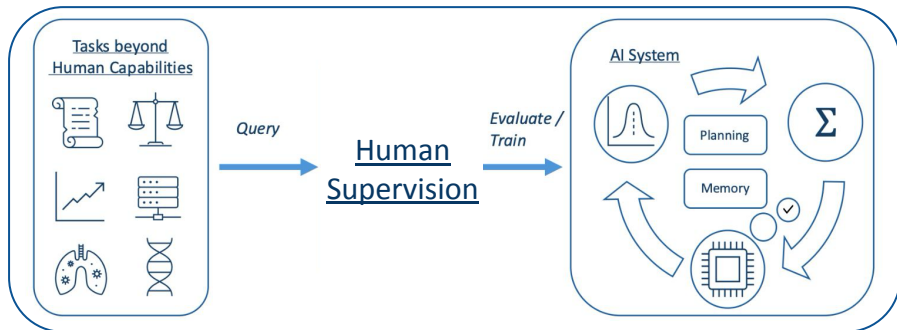 Tasks beyond
Human Capabilities
Query
Human
Supervision
Evaluate /
Train
AI System
Planning
Memory
Σ